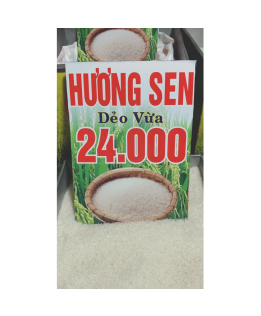 HƯƠNG SEN
Dẻo Vừa
24.000